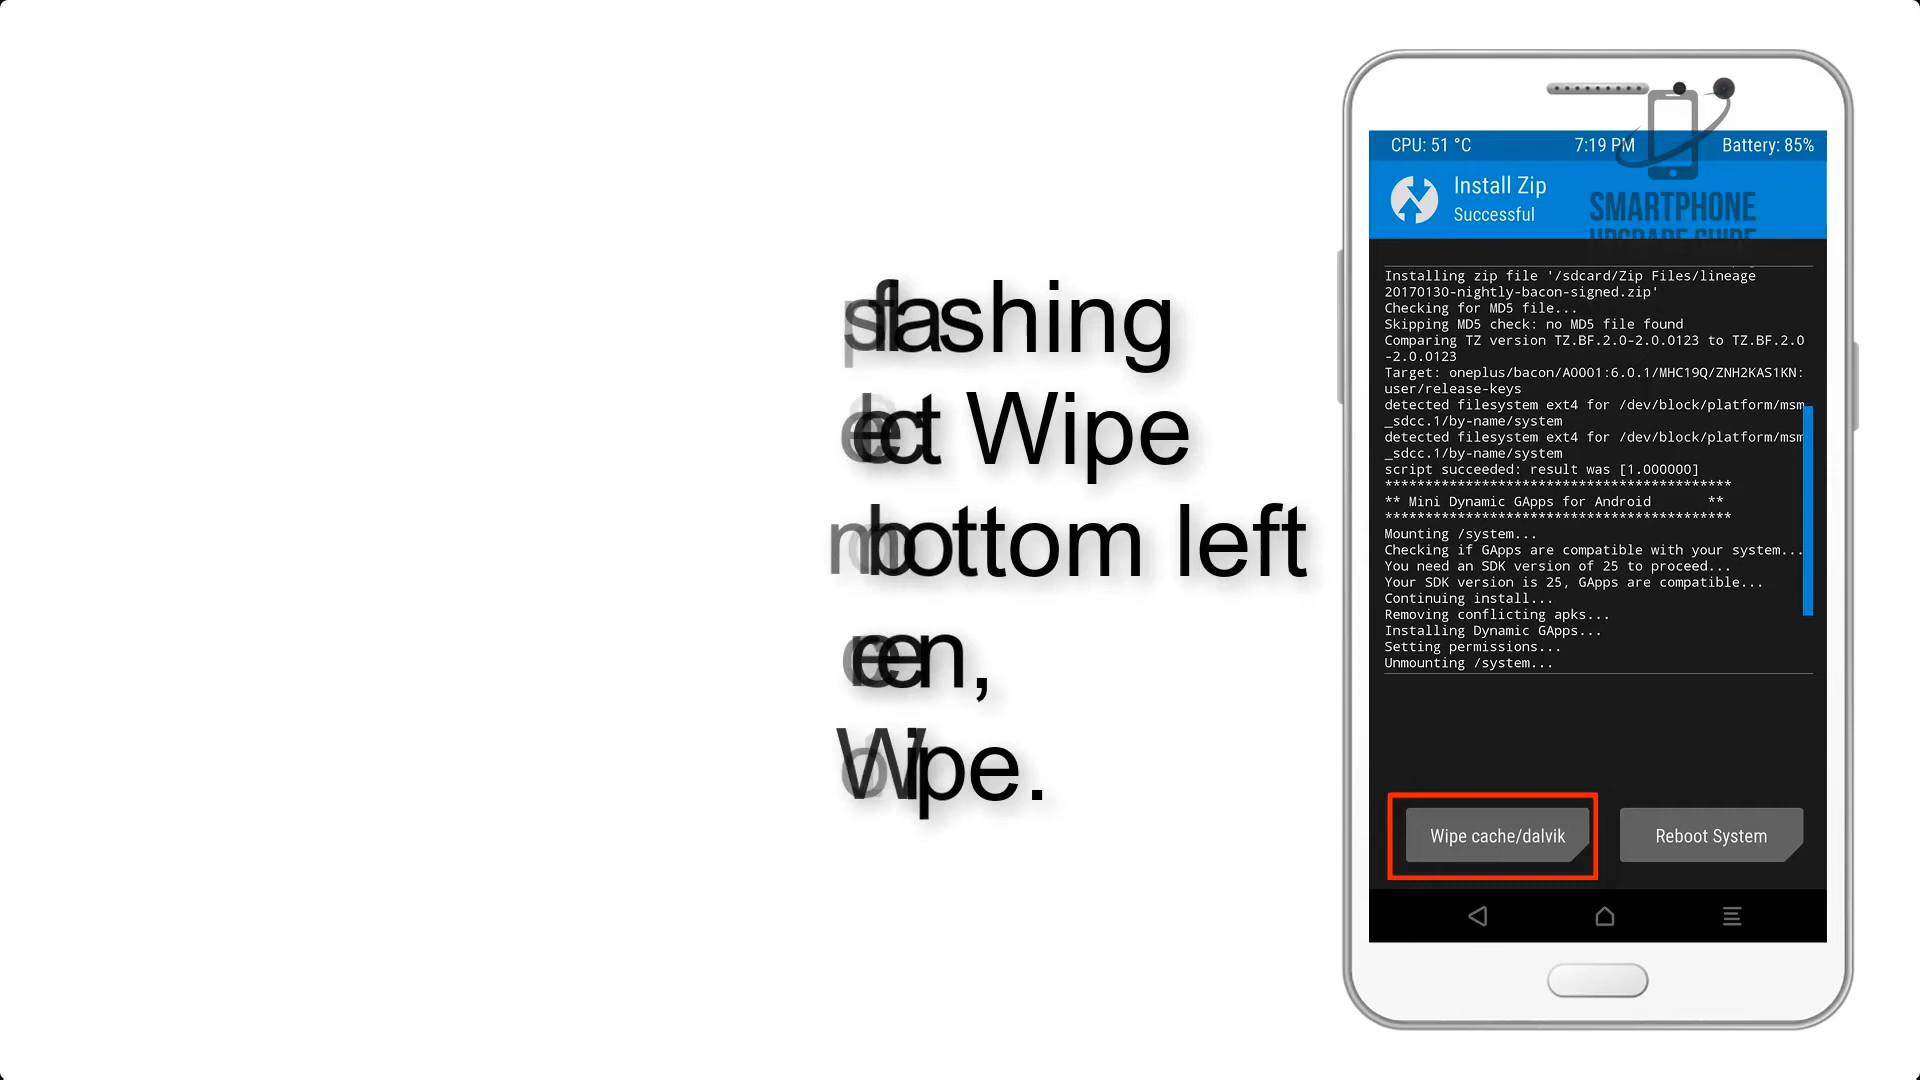 flashing
Wipe
bottom left
Wipe.
CPU: 51 °C 7:19 PM Battery: 85%
Install Zip
Successful
SMARTPHONE
UPGRADE GUIDE
Installing zip file '/sdcard/Zip Files/lineage
20170130-nightly-bacon-signed.zip'
Checking for MD5 file...
Skipping MD5 check: no MD5 file found
Comparing TZ version TZ.BF.2.0-2.0.0123 to TZ.BF.2.0
-2.0.0123
Target: oneplus/bacon/A0001:6.0.1/MHC19Q/ZNH2KAS1KN:
user/release-keys
detected filesystem ext4 for /dev/block/platform/msm
_sdcc.1/by-name/system
detected filesystem ext4 for /dev/block/platform/msm
_sdcc.1/by-name/system
script succeeded: result was [1.000000]
*******************************************
** Mini Dynamic GApps for Android **
*******************************************
Mounting /system...
Checking if GApps are compatible with your system...
You need an SDK version of 25 to proceed...
Your SDK version is 25, GApps are compatible...
Continuing install...
Removing conflicting apks...
Installing Dynamic GApps...
Setting permissions...
Unmounting /system...
Wipe cache/dalvik
Reboot System